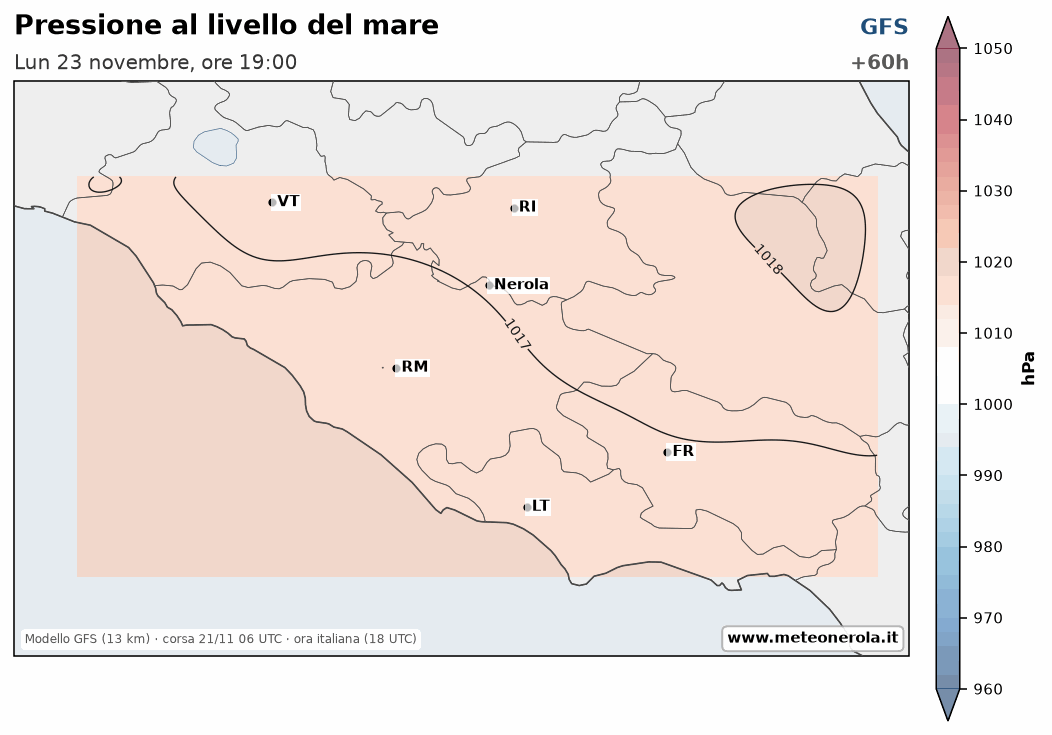 Pressione al livello del mare
GFS
Lun 23 novembre, ore 19:00
+60h
VT
RI
Nerola
RM
FR
LT
1018
1017
Modello GFS (13 km) · corsa 21/11 06 UTC · ora italiana (18 UTC)
www.meteonerola.it
1050
1040
1030
1020
1010
1000
990
980
970
960
hPa